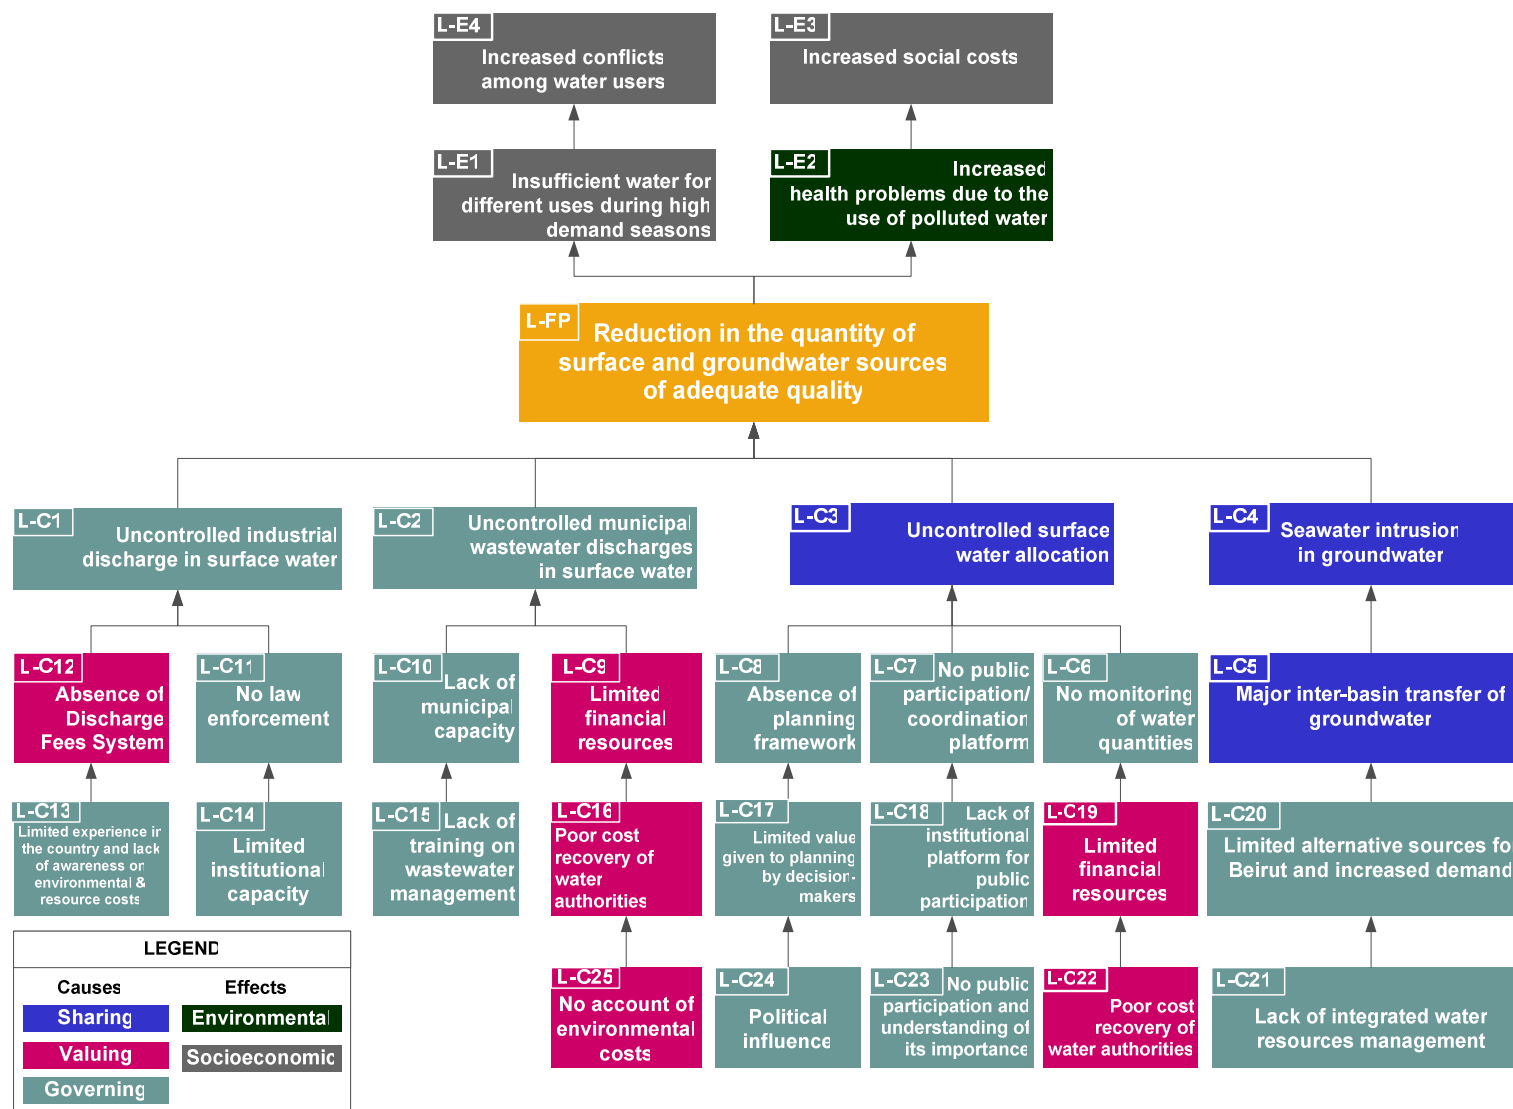 L-E4
Increased conflicts
among water users
L-E3
Increased social costs
L-E1
Insufficient water for
different uses during high
demand seasons
L-E2
Increased
health problems due to the
use of polluted water
L-FP
Reduction in the quantity of
surface and groundwater sources
of adequate quality
L-C1
Uncontrolled industrial
discharge in surface water
L-C2
Uncontrolled municipal
wastewater discharges
in surface water
L-C3
Uncontrolled surface
water allocation
L-C4
Seawater intrusion
in groundwater
L-C12
Absence of
Discharge
Fees System
L-C11
No law
enforcement
L-C10
Lack of
municipal
capacity
L-C9
Limited
financial
resources
L-C8
Absence of
planning
framework
L-C7
No public
participation/
coordination
platform
L-C6
No monitoring
of water
quantities
L-C5
Major inter-basin transfer of
groundwater
L-C13
Limited experience in
the country and lack
of awareness on
environmental &
resource costs
L-C14
Limited
institutional
capacity
L-C15
Lack of
training on
wastewater
management
L-C16
Poor cost
recovery of
water
authorities
L-C17
Limited value
given to planning
by decision-
makers
L-C18
Lack of
institutional
platform for
public
participation
L-C19
Limited
financial
resources
L-C20
Limited alternative sources fo
Beirut and increased demand
L-C25
No account of
environmental
costs
L-C24
Political
influence
L-C23
No public
participation and
understanding of
its importance
L-C22
Poor cost
recovery of
water authorities
L-C21
Lack of integrated water
resources management
LEGEND
Causes
Effects
Sharing
Environmental
Valuing
Socioeconomic
Governing